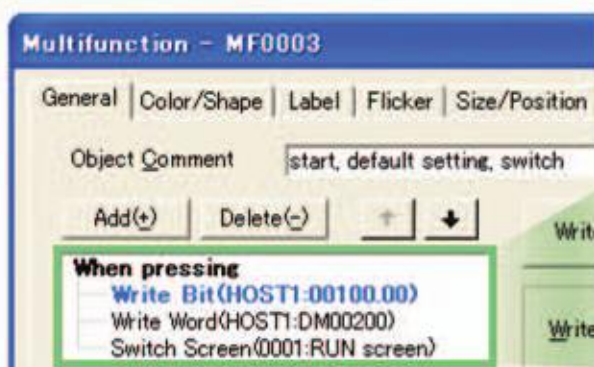 Multifunction - MF0003
General Color/Shape Label Flicker Size/Position
Object Comment start, default setting, switch
Add(+) Delete(-)
When pressing
Write Bit(HOST1:00100.00)
Write Word(HOST1:DM00200)
Switch Screen(0001:RUN screen)
Write